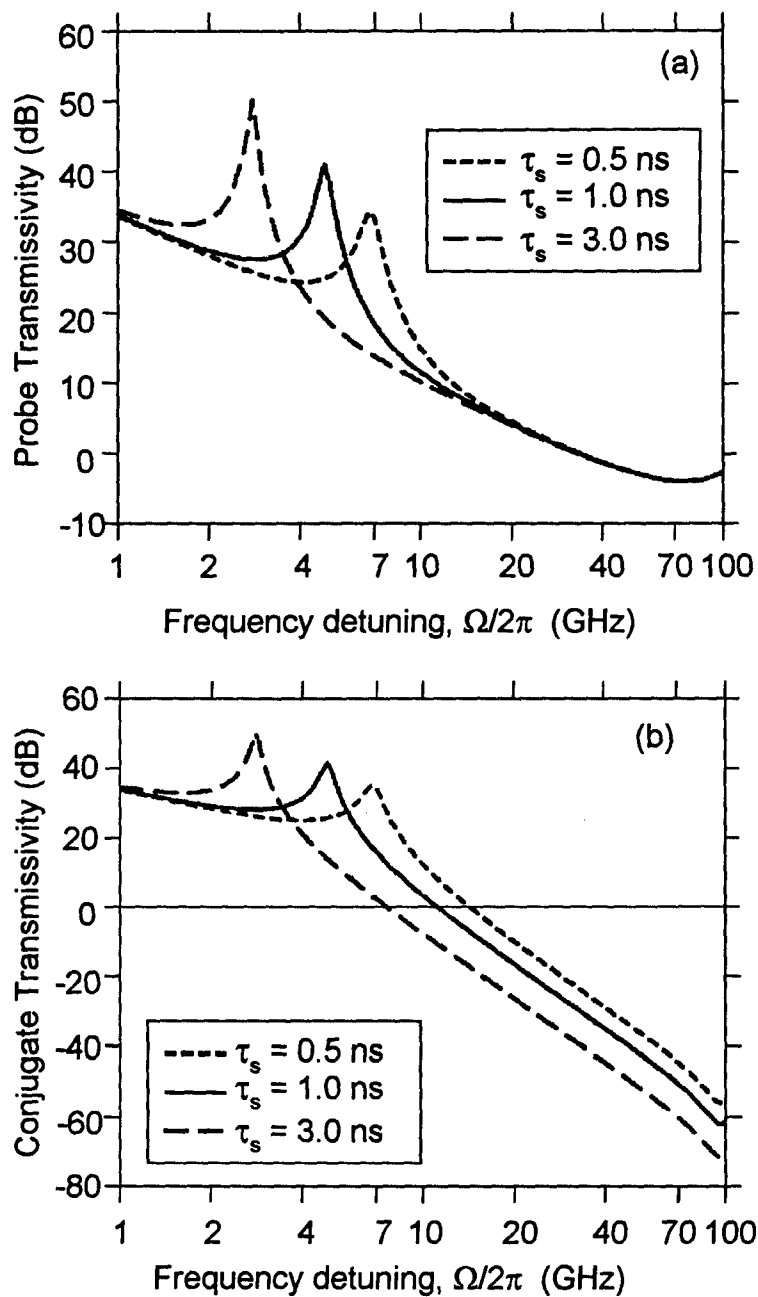 60
50
40
30
20
10
0
-10
Probe Transmissivity (dB)
(a)
τs = 0.5 ns
τs = 1.0 ns
τs = 3.0 ns
1 2 4 7 10 20 40 70 100
Frequency detuning, Ω/2π (GHz)
60
40
20
0
-20
-40
-60
-80
Conjugate Transmissivity (dB)
(b)
τs = 0.5 ns
τs = 1.0 ns
τs = 3.0 ns
1 2 4 7 10 20 40 70 100
Frequency detuning, Ω/2π (GHz)